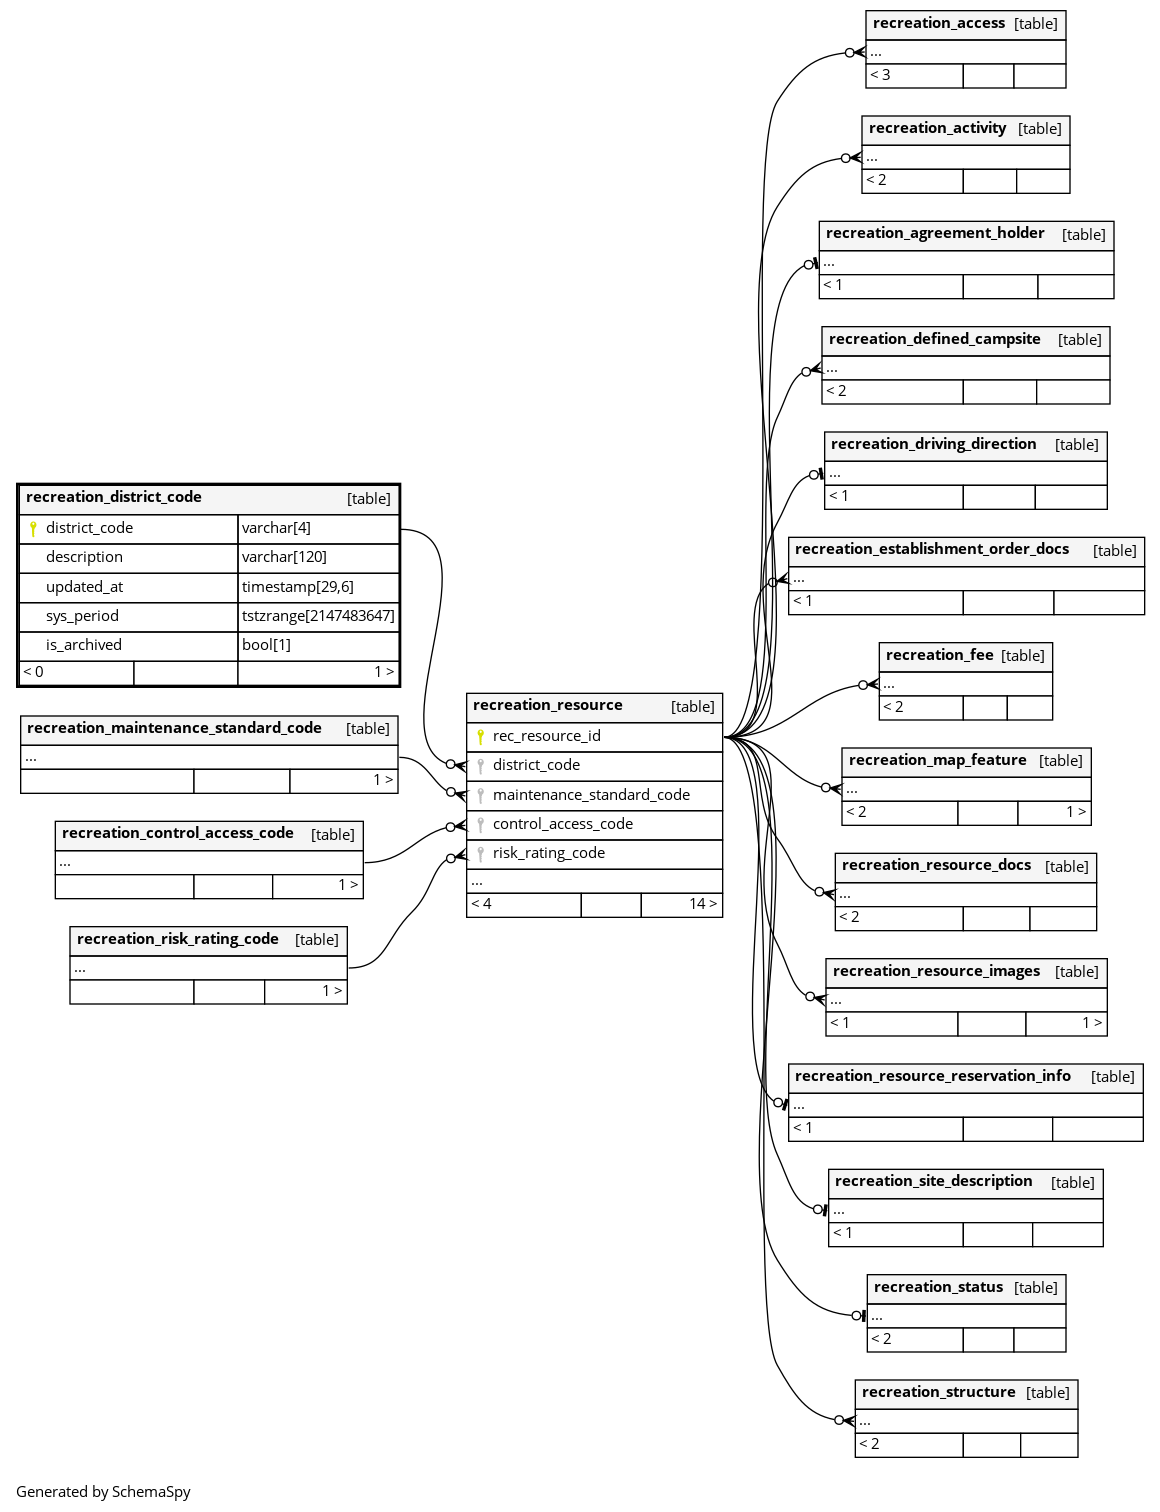 recreation_access [table]
...
< 3
recreation_activity [table]
...
< 2
recreation_agreement_holder [table]
...
< 1
recreation_defined_campsite [table]
...
< 2
recreation_driving_direction [table]
...
< 1
recreation_establishment_order_docs [table]
...
< 1
recreation_fee [table]
...
< 2
recreation_map_feature [table]
...
< 2 1 >
recreation_resource_docs [table]
...
< 2
recreation_resource_images [table]
...
< 1 1 >
recreation_resource_reservation_info [table]
...
< 1
recreation_site_description [table]
...
< 1
recreation_status [table]
...
< 2
recreation_structure [table]
...
< 2
recreation_district_code [table]
district_code varchar[4]
description varchar[120]
updated_at timestamp[29,6]
sys_period tstzrange[2147483647]
is_archived bool[1]
< 0 1 >
recreation_maintenance_standard_code [table]
...
1 >
recreation_control_access_code [table]
...
1 >
recreation_risk_rating_code [table]
...
1 >
recreation_resource [table]
rec_resource_id
district_code
maintenance_standard_code
control_access_code
risk_rating_code
...
< 4 14 >
Generated by SchemaSpy